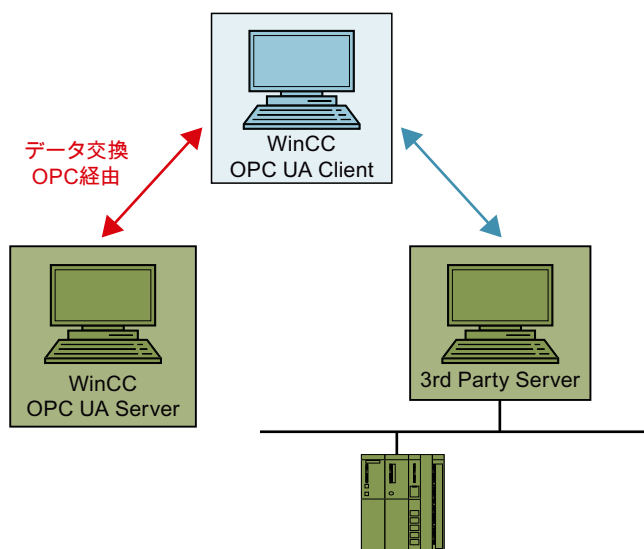 WinCC
OPC UA Client
データ交換
OPC経由
WinCC
OPC UA Server
3rd Party Server